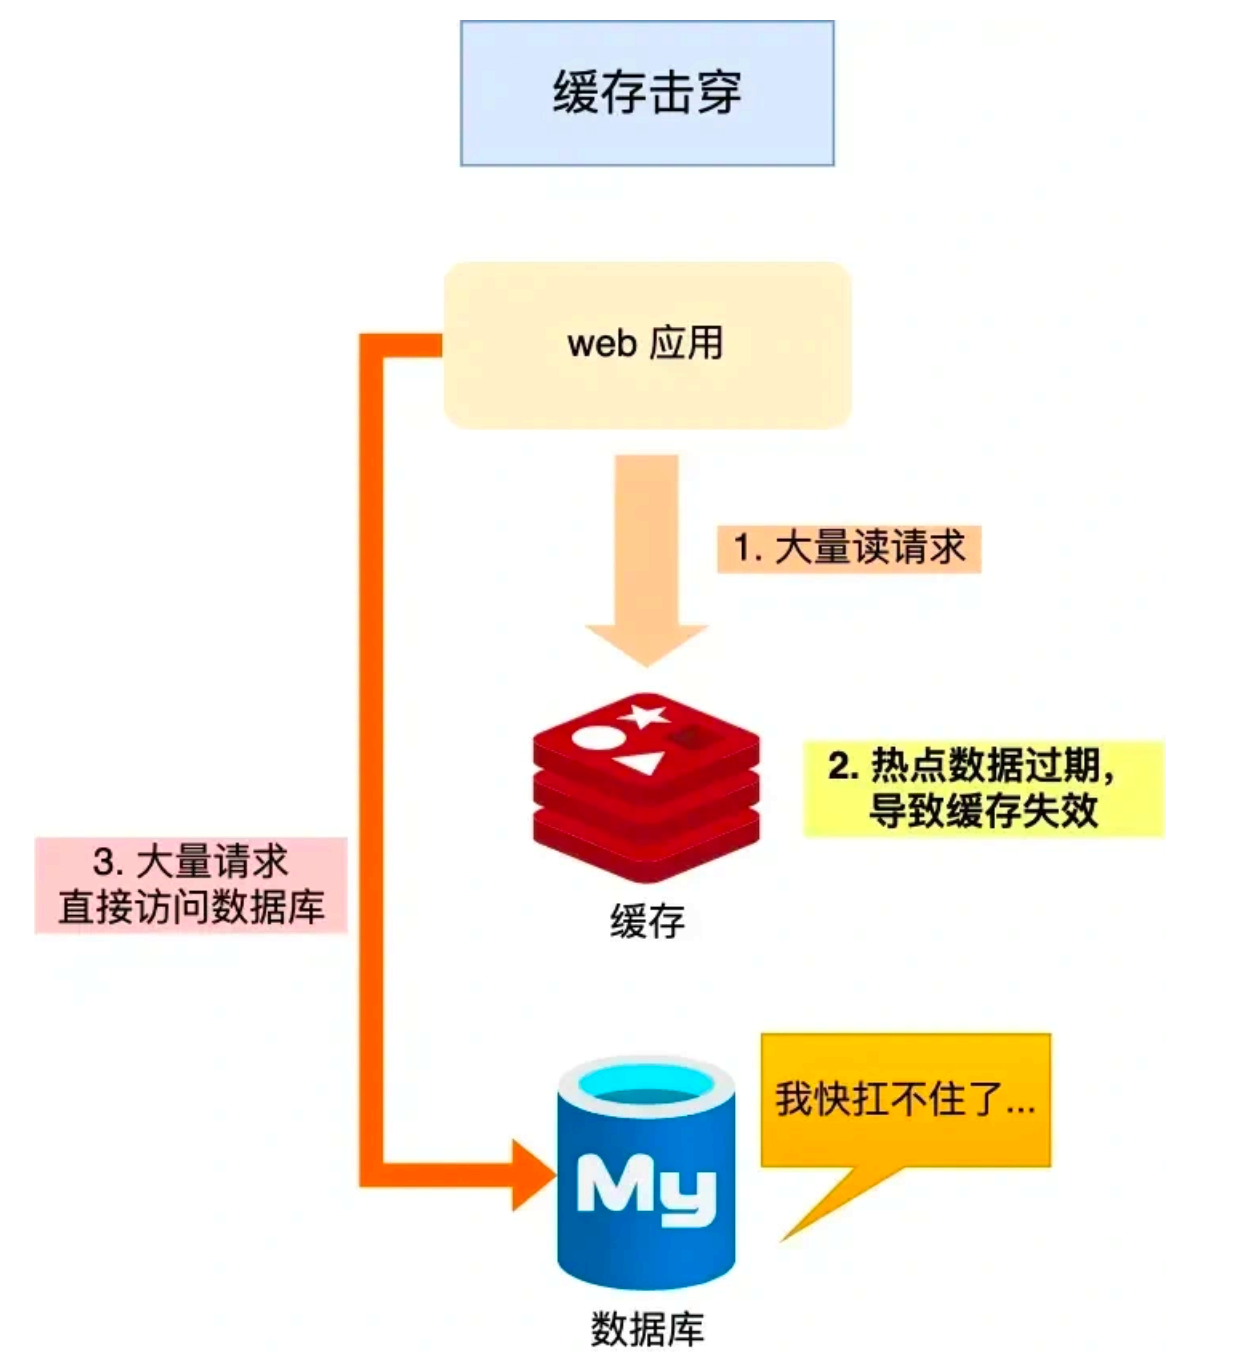 缓存击穿
web 应用
1. 大量读请求
2. 热点数据过期，
导致缓存失效
3. 大量请求
直接访问数据库
缓存
我快扛不住了...
My
数据库